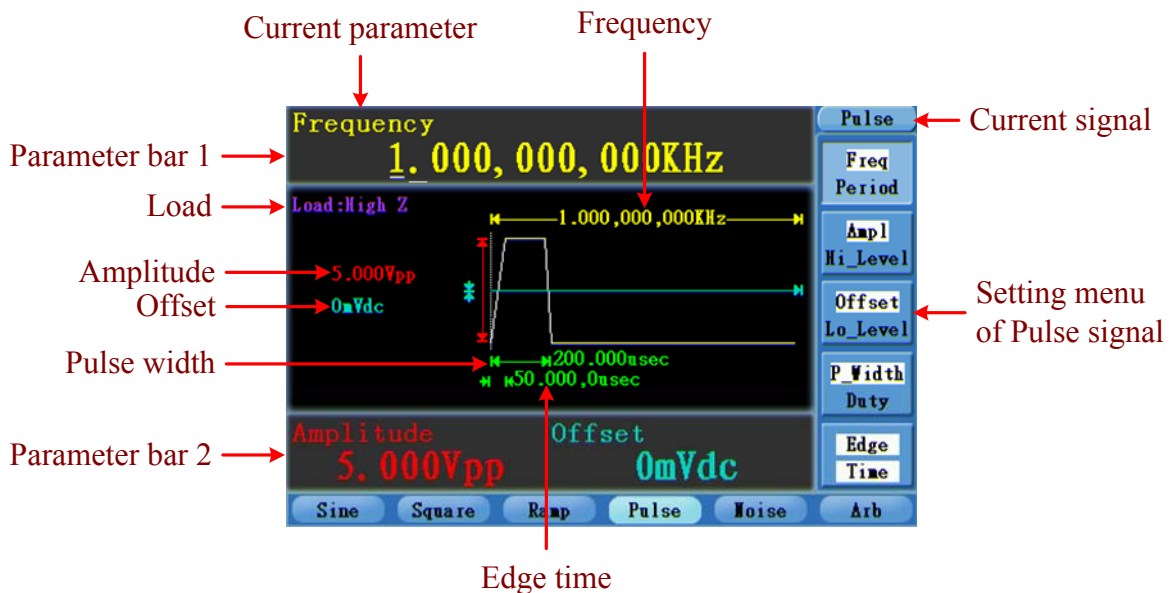 Current parameter
Frequency
Frequency
1.000,000,000KHz
Pulse
Current signal
Parameter bar 1
Freq
Period
Load
Load:High Z
1.000,000,000KHz
Ampl
Hi_Level
Amplitude
5.000Vpp
Offset
0mVdc
Offset
Lo_Level
Setting menu
of Pulse signal
Pulse width
200.000usec
50.000,0usec
P_Width
Duty
Parameter bar 2
Amplitude
5.000Vpp
Offset
0mVdc
Edge
Time
Sine
Square
Ramp
Pulse
Noise
Arb
Edge time